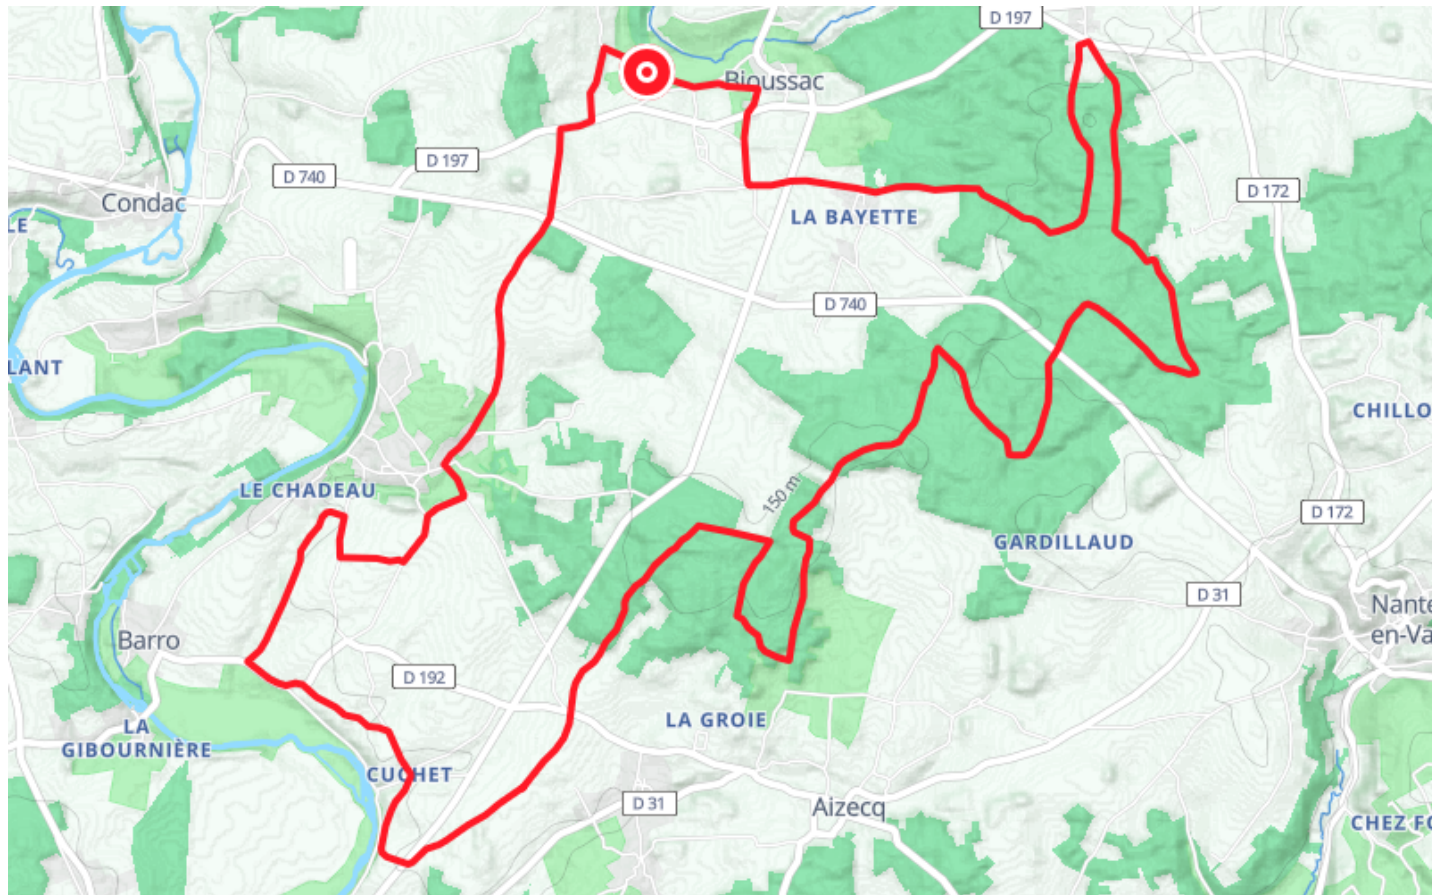 D 197
Bioussac
D 197
D 740
D 172
Condac
LA BAYETTE
LE
D 740
LANT
CHILLO
LE CHADEAU
150 m
D 172
GARDILLAUD
D 31
Nante
en-Va
Barro
D 192
LA GROIE
LA
GIBOURNIÈRE
CUCHET
D 31
Aizecq
CHEZ FO